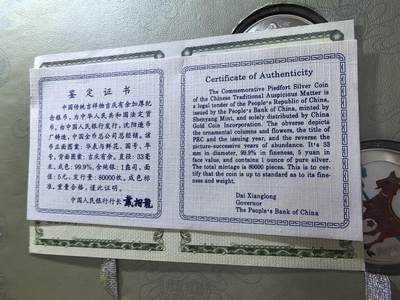 鉴定证书
中国传统吉祥物吉庆有余加厚纪
念银币,为中华人民共和国法定货
币,由中国人民银行发行,沈阳造币
厂铸造,中国金币总公司总经销。该
币正面图案:华表与鲜花、国号、年
号,背面图案:吉庆有余。直径:33毫
米,成色:99.9%,含纯银:1盎司,面
值:5元,发行量:80000枚。成色标
准,重量合格,谨此证明。
中国人民银行行长 戴相龍
Certificate of Authenticity
The Commemorative Piedfort Silver Coin
of the Chinese Traditional Auspicious Matter is
a legal tender of the People's Republic of China,
issued by the People's Bank of China, minted by
Shenyang Mint, and solely distributed by China
Gold Coin Incorporation. The obverse depicts
the ornamental columns and flowers, the title of
PRC and the issuing year, and the reverse the
picture-successive years of abundance. It's 33
mm in diameter, 99.9% in fineness, 5 yuan in
face value, and contains 1 ounce of pure silver.
The total mintage is 80000 pieces. This is to cer-
tify that the coin is up to standard as to its fine-
ness and weight.
Dai Xianglong
Governor
The People's Bank of China